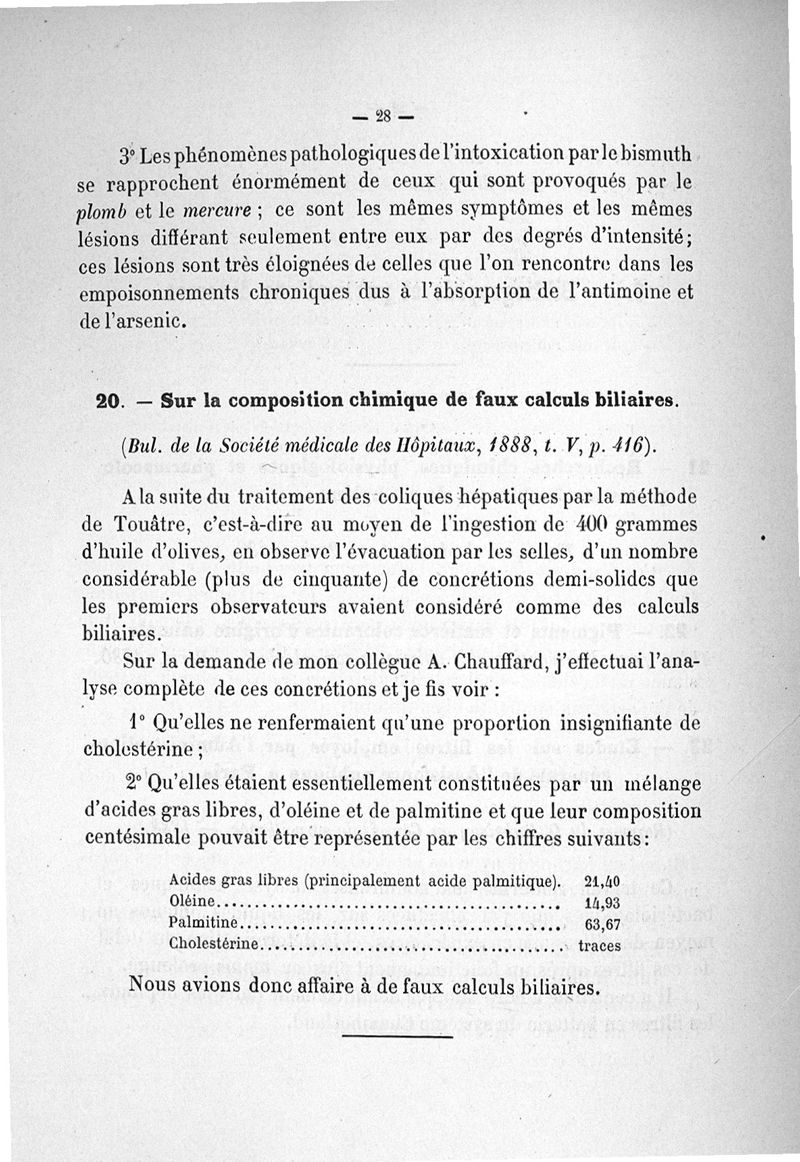 — 28 —
3° Les phénomènes pathologiques de l'intoxication par le bismuth
se rapprochent énormément de ceux qui sont provoqués par le
plomb et le mercure ; ce sont les mêmes symptômes et les mêmes
lésions différant seulement entre eux par des degrés d'intensité;
ces lésions sont très éloignées de celles que l'on rencontre dans les
empoisonnements chroniques dus à l'absorption de l'antimoine et
de l'arsenic.
20. — Sur la composition chimique de faux calculs biliaires.
(Bul. de la Société médicale des Hôpitaux, 1888, t. V, p. 416).
A la suite du traitement des coliques hépatiques par la méthode
de Touâtre, c'est-à-dire au moyen de l'ingestion de 400 grammes
d'huile d'olives, en observe l'évacuation par les selles, d'un nombre
considérable (plus de cinquante) de concrétions demi-solides que
les premiers observateurs avaient considéré comme des calculs
biliaires.
Sur la demande de mon collègue A. Chauffard, j'effectuai l'ana-
lyse complète de ces concrétions et je fis voir :
1° Qu'elles ne renfermaient qu'une proportion insignifiante de
cholestérine ;
2° Qu'elles étaient essentiellement constituées par un mélange
d'acides gras libres, d'oléine et de palmitine et que leur composition
centésimale pouvait être représentée par les chiffres suivants :
Acides gras libres (principalement acide palmitique). 21,40
Oléine.......................................... 14,93
Palmitine....................................... 63,67
Cholestérine.................................... traces
Nous avions donc affaire à de faux calculs biliaires.